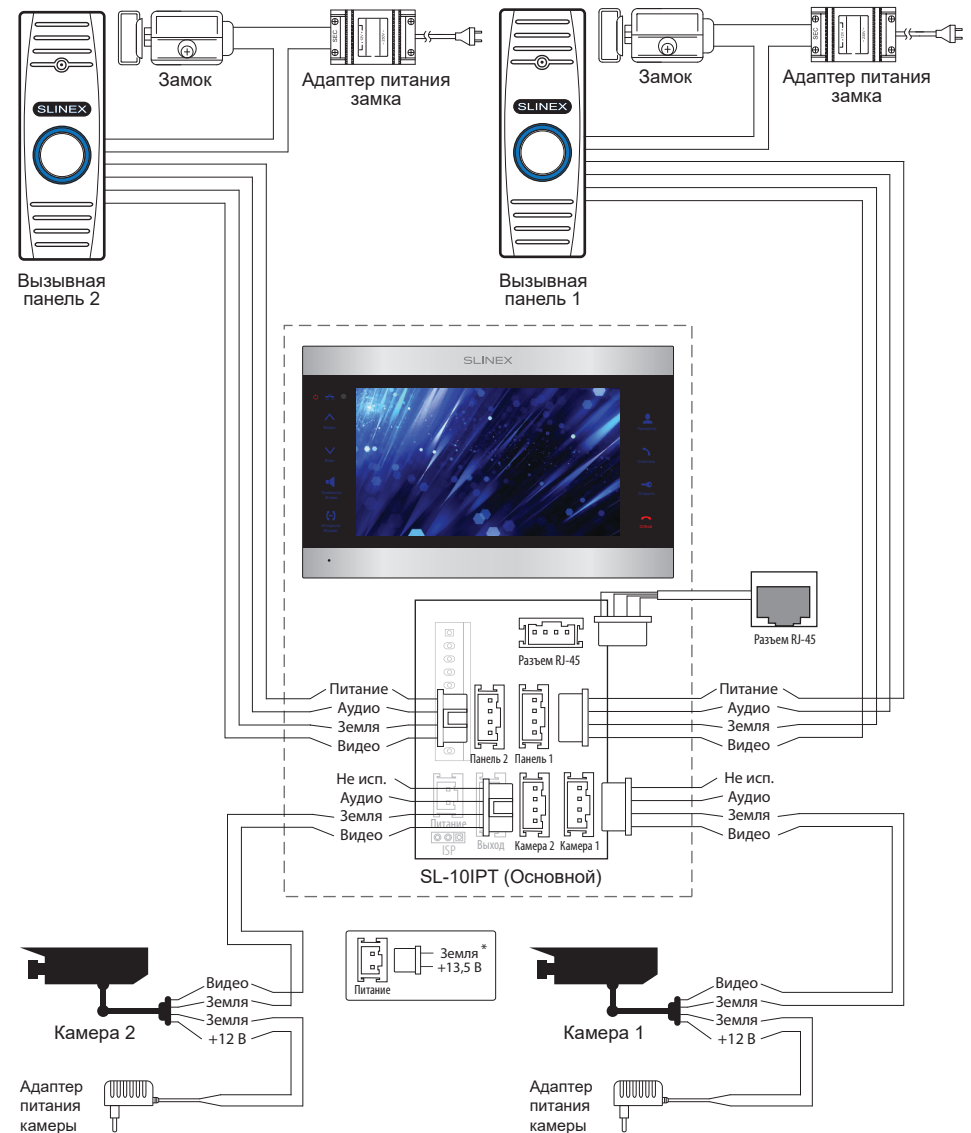 SEC
SEC
Замок
Адаптер питания
замка
Замок
Адаптер питания
замка
SLINEX
SLINEX
Вызывная
панель 2
Вызывная
панель 1
SLINEX
Разъем RJ-45
Разъем RJ-45
Питание
Аудио
Земля
Видео
Панель 2
Панель 1
Питание
Аудио
Земля
Видео
Не исп.
Аудио
Земля
Видео
Питание
ISP
Выход
Камера 2
Камера 1
Не исп.
Аудио
Земля
Видео
SL-10IPT (Основной)
Земля *
+13,5 В
Питание
Видео
Земля
Земля
+12 В
Камера 2
Адаптер
питания
камеры
Видео
Земля
Земля
+12 В
Камера 1
Адаптер
питания
камеры